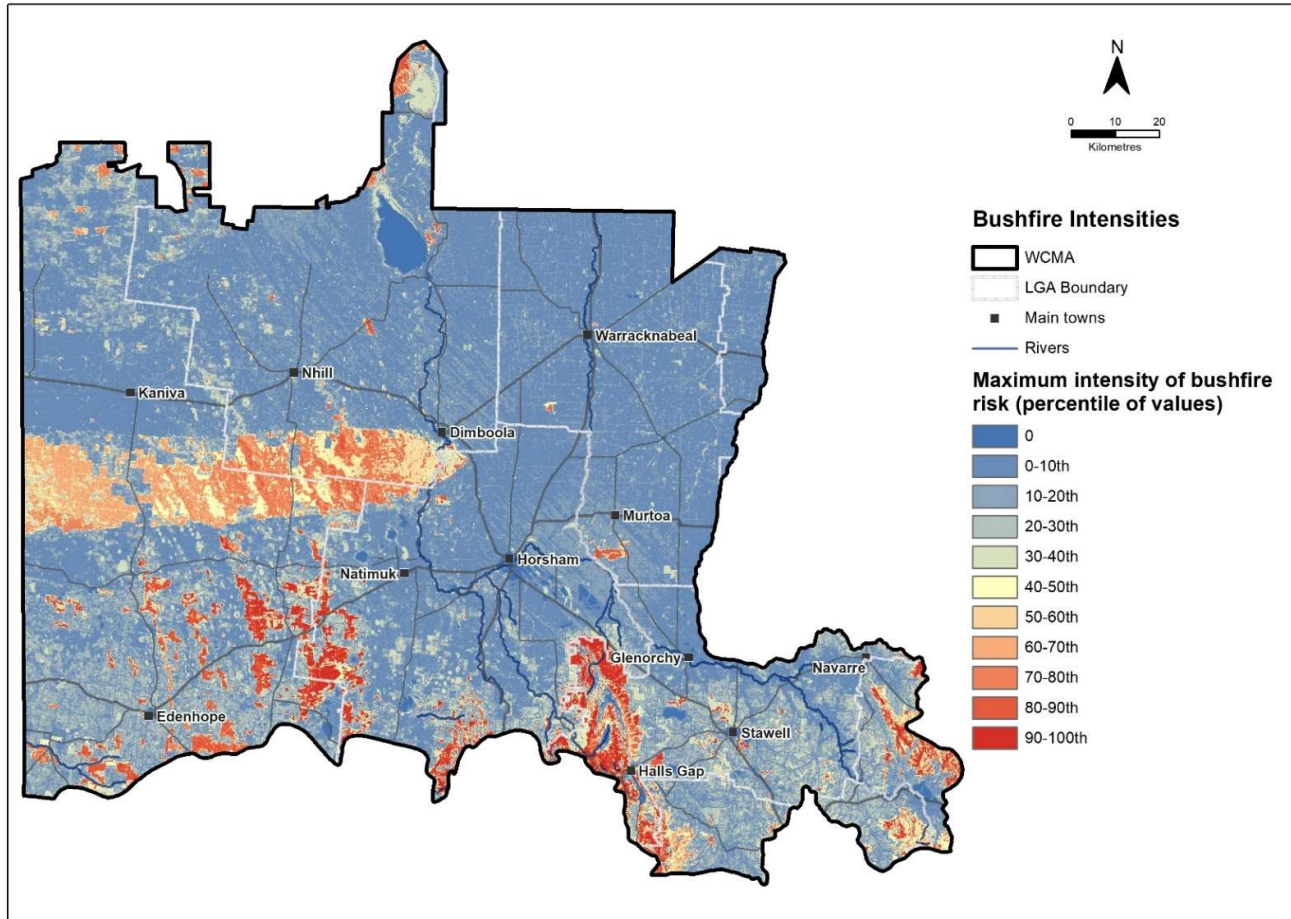 N
0 10 20
Kilometres
Bushfire Intensities
WCMA
LGA Boundary
Main towns
Rivers
Maximum intensity of bushfire
risk (percentile of values)
0
0-10th
10-20th
20-30th
30-40th
40-50th
50-60th
60-70th
70-80th
80-90th
90-100th
Warracknabeal
Nhill
Kaniva
Dimboola
Murtoa
Horsham
Natimuk
Glenorchy
Navarre
Edenhope
Stawell
Halls Gap